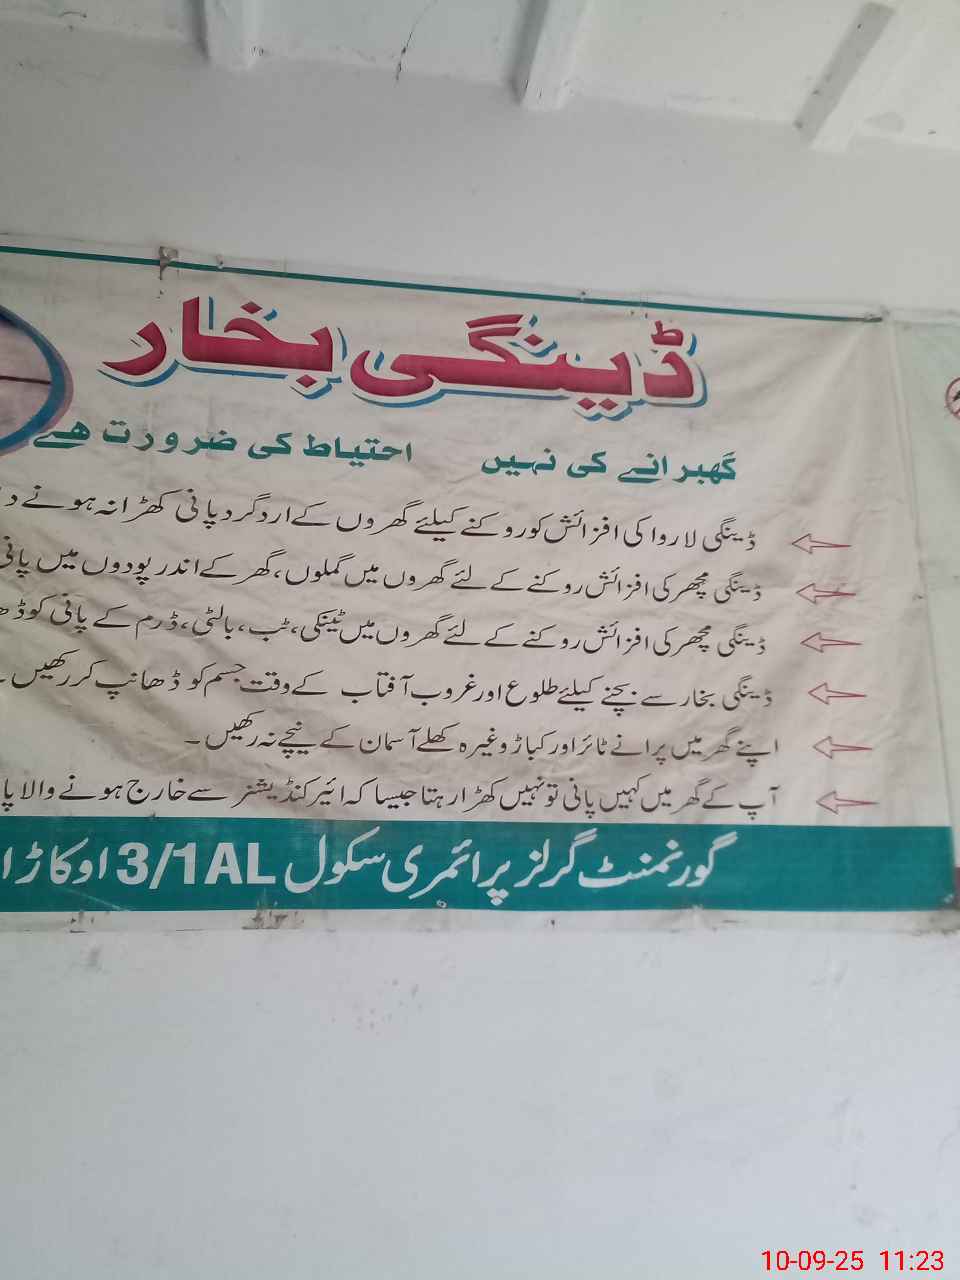 ڈینگی بخار
گھبرانے کی نہیں احتیاط کی ضرورت ھے
ڈینگی لاروا کی افزائش کو روکنے کیلئے گھروں کے اردگرد پانی کھڑا نہ ہونے
ڈینگی مچھر کی افزائش روکنے کے لئے گھروں میں گملوں، گھر کے اندر پودوں میں پانی
ڈینگی مچھر کی افزائش روکنے کے لئے گھروں میں ٹینکی، ٹب، بالٹی، ڈرم کے پانی کو
ڈینگی بخار سے بچنے کیلئے طلوع اور غروب آفتاب کے وقت جسم کو ڈھانپ کر رکھیں۔
اپنے گھر میں پرانے ٹائر اور کباڑ وغیرہ کھلے آسمان کے نیچے نہ رکھیں۔
آپ کے گھر میں کہیں پانی تو نہیں کھڑا رہتا جیسا کہ ائیر کنڈیشنر سے خارج ہونے والا
گورنمنٹ گرلز پرائمری سکول 3/1AL اوکاڑا
10-09-25 11:23